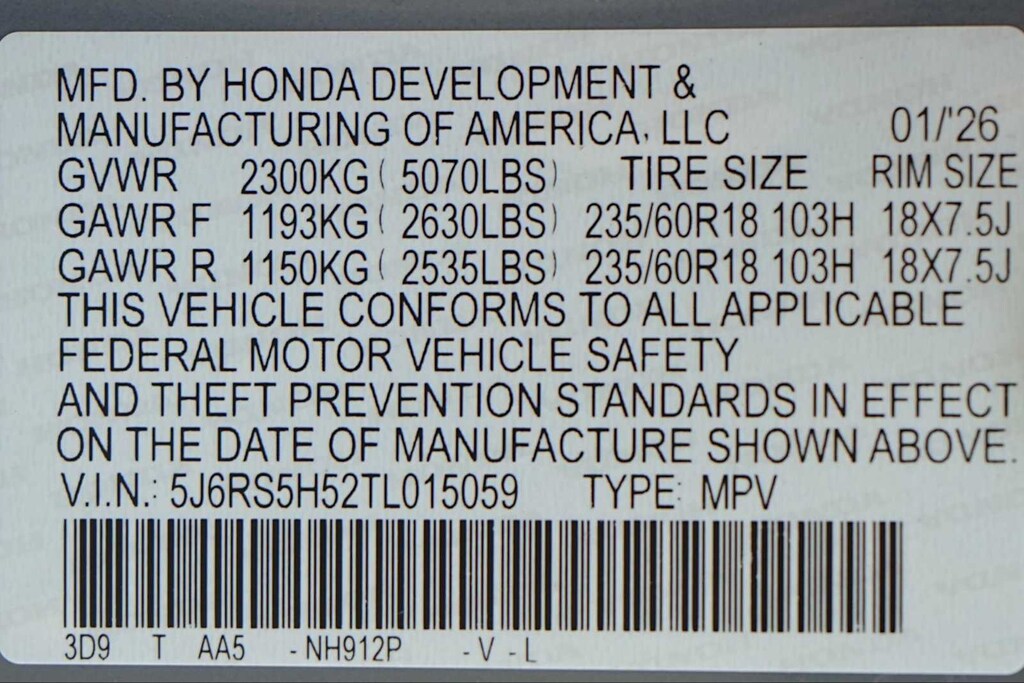 MFD. BY HONDA DEVELOPMENT &
MANUFACTURING OF AMERICA, LLC 01/'26
GVWR 2300KG ( 5070LBS) TIRE SIZE RIM SIZE
GAWR F 1193KG ( 2630LBS) 235/60R18 103H 18X7.5J
GAWR R 1150KG ( 2535LBS) 235/60R18 103H 18X7.5J
THIS VEHICLE CONFORMS TO ALL APPLICABLE
FEDERAL MOTOR VEHICLE SAFETY
AND THEFT PREVENTION STANDARDS IN EFFECT
ON THE DATE OF MANUFACTURE SHOWN ABOVE.
V.I.N.: 5J6RS5H52TL015059 TYPE: MPV
3D9 T AA5 - NH912P - V - L